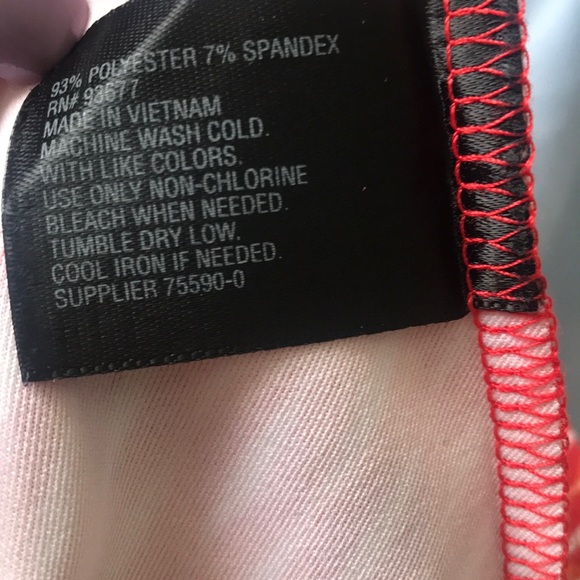 93% POLYESTER 7% SPANDEX
RN# 93677
MADE IN VIETNAM
MACHINE WASH COLD.
WITH LIKE COLORS.
USE ONLY NON-CHLORINE
BLEACH WHEN NEEDED.
TUMBLE DRY LOW.
COOL IRON IF NEEDED.
SUPPLIER 75590-0